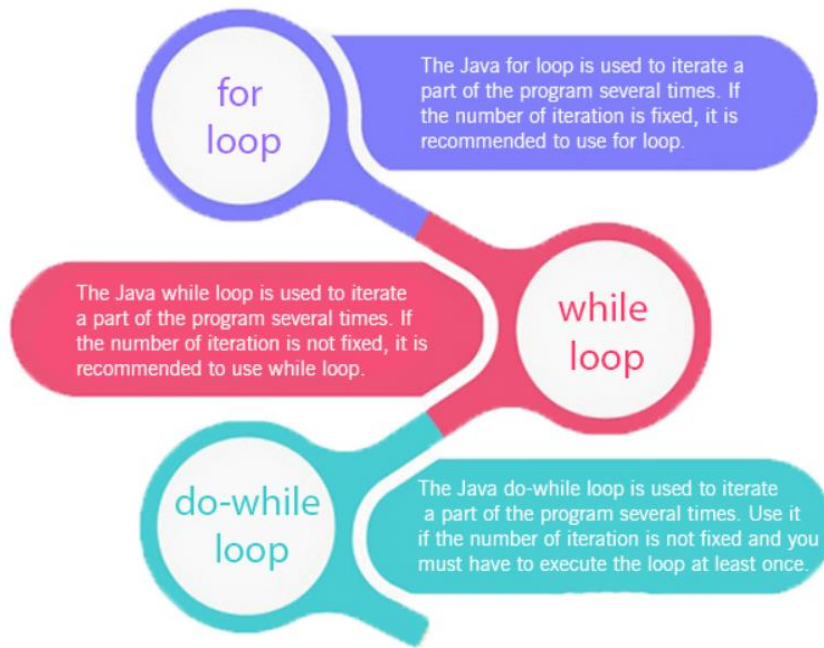 for
loop
The Java for loop is used to iterate a
part of the program several times. If
the number of iteration is fixed, it is
recommended to use for loop.
The Java while loop is used to iterate
a part of the program several times. If
the number of iteration is not fixed, it is
recommended to use while loop.
while
loop
do-while
loop
The Java do-while loop is used to iterate
a part of the program several times. Use it
if the number of iteration is not fixed and you
must have to execute the loop at least once.